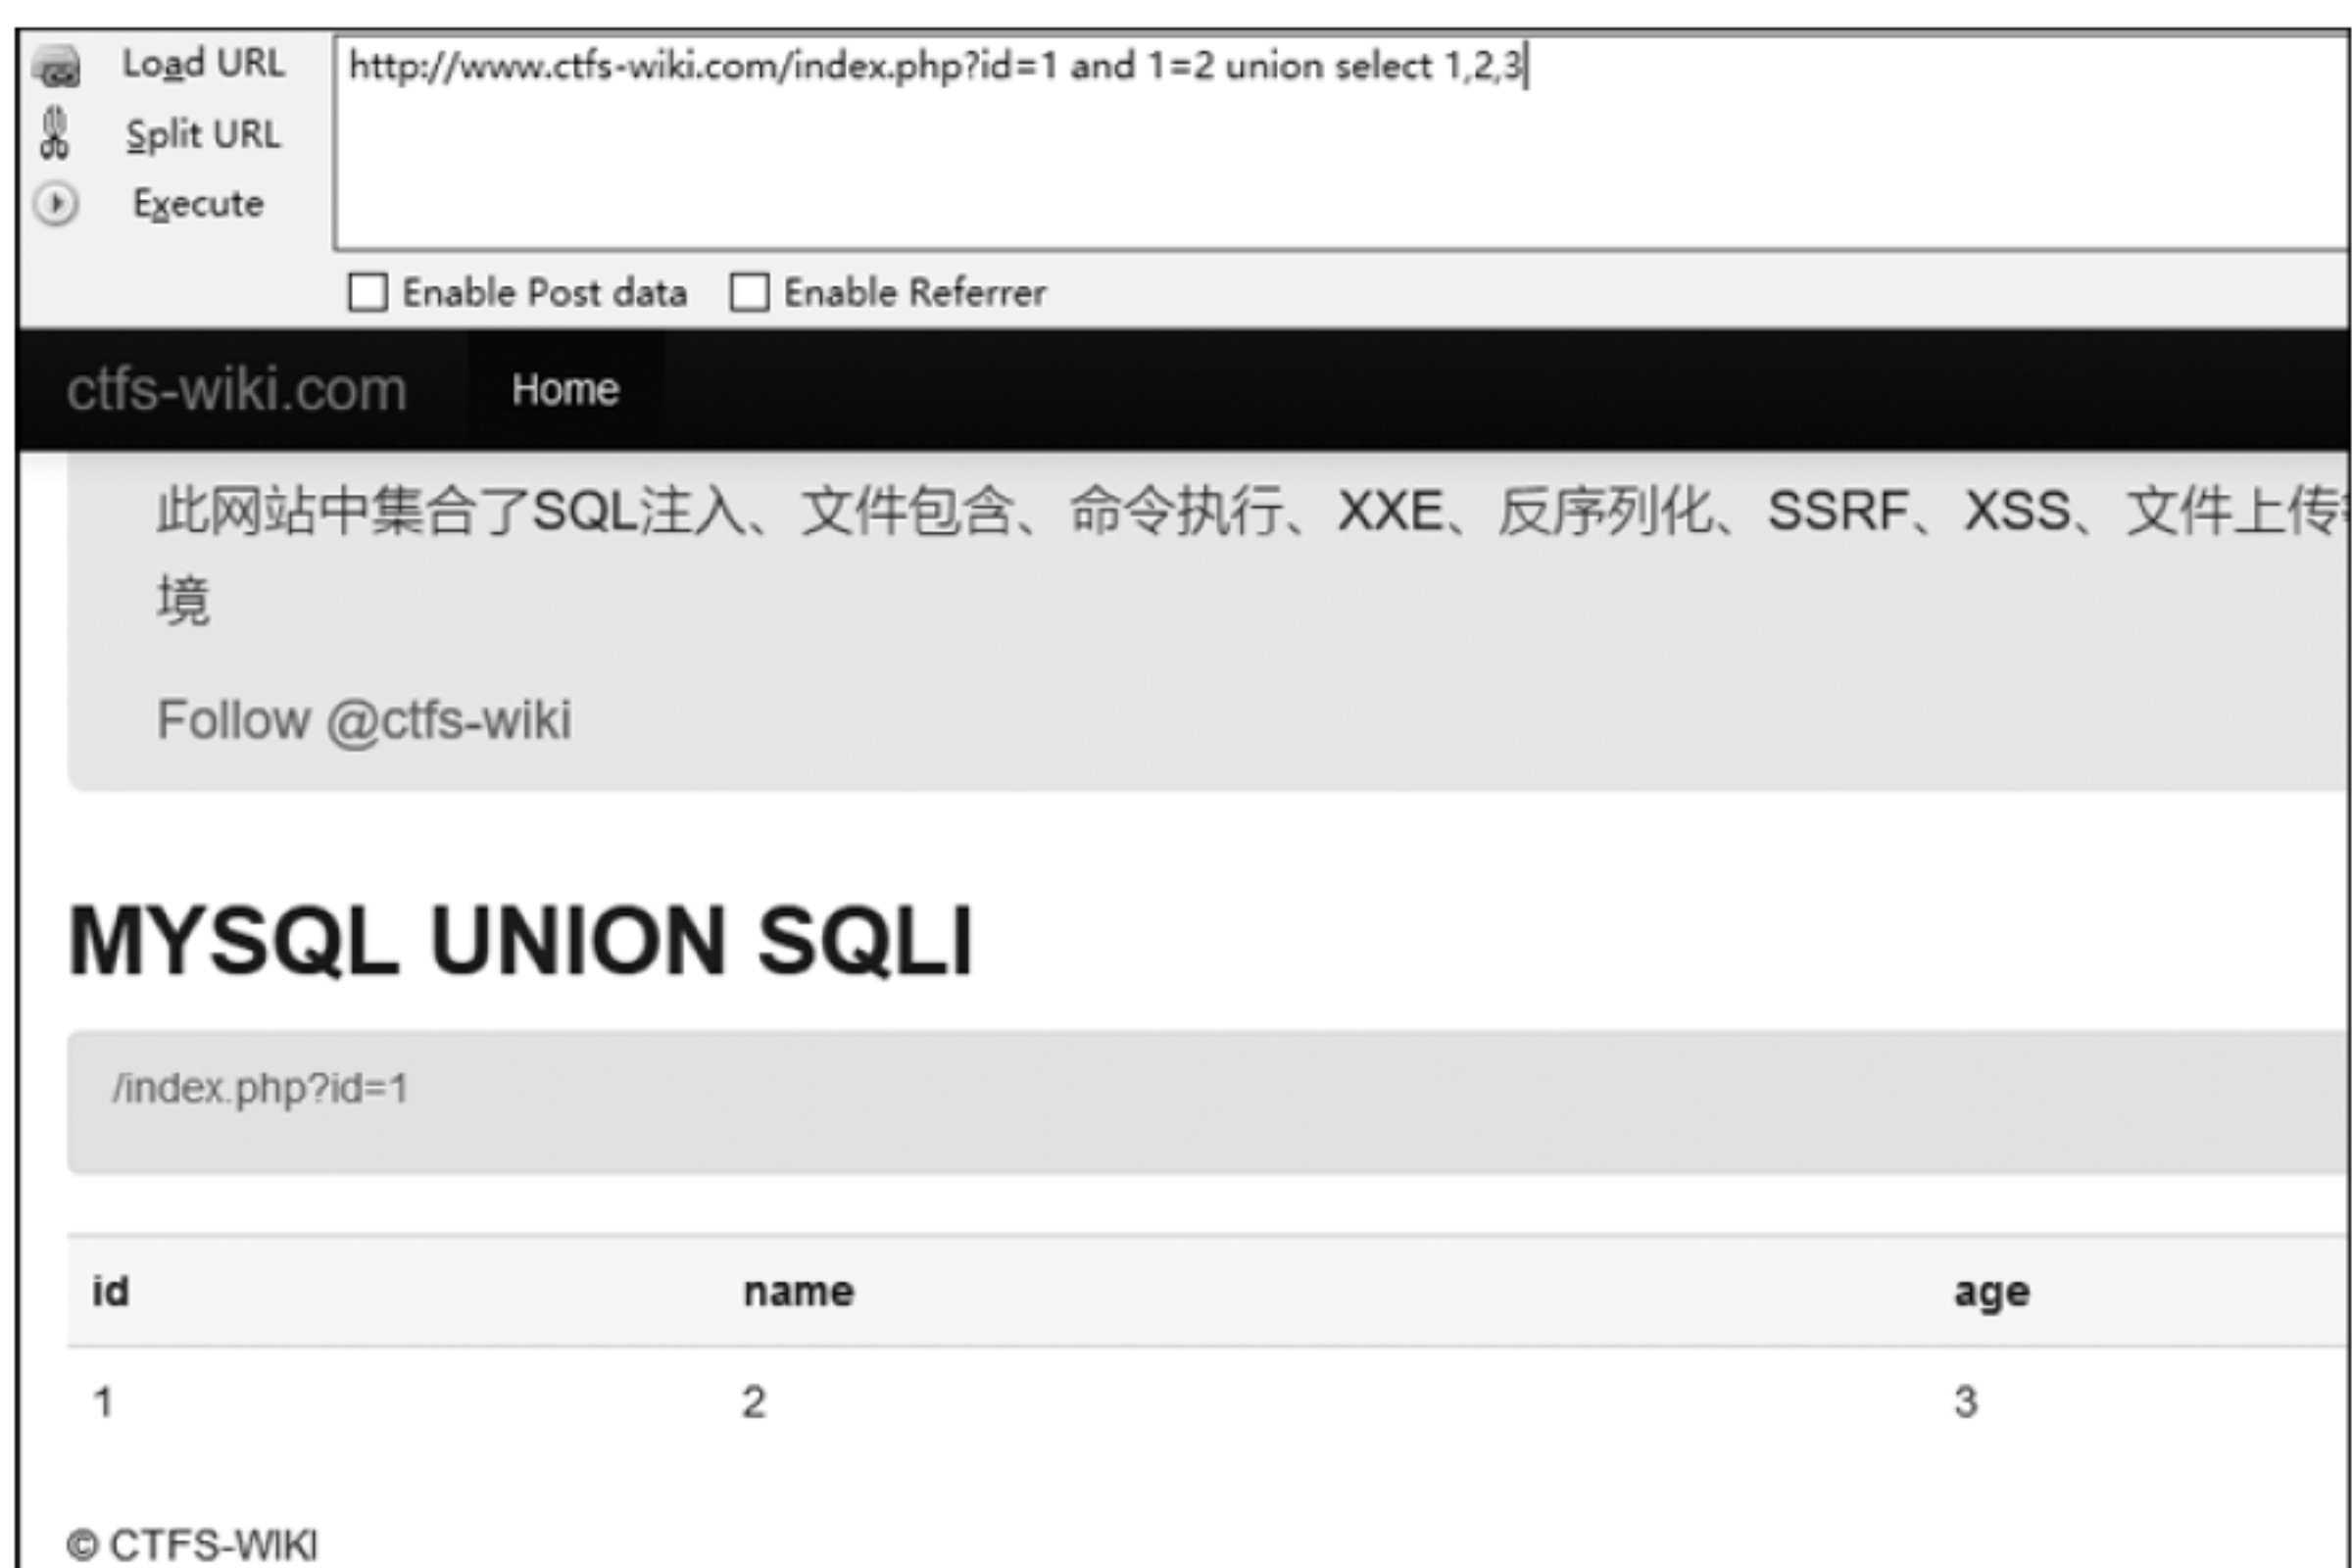 Load URL
http://www.ctfs-wiki.com/index.php?id=1 and 1=2 union select 1,2,3
Split URL
Execute
Enable Post data
Enable Referrer
ctfs-wiki.com
Home
此网站中集合了SQL注入、文件包含、命令执行、XXE、反序列化、SSRF、XSS、文件上传
境
Follow @ctfs-wiki
MYSQL UNION SQLI
/index.php?id=1
id name age
1 2 3
© CTFS-WIKI